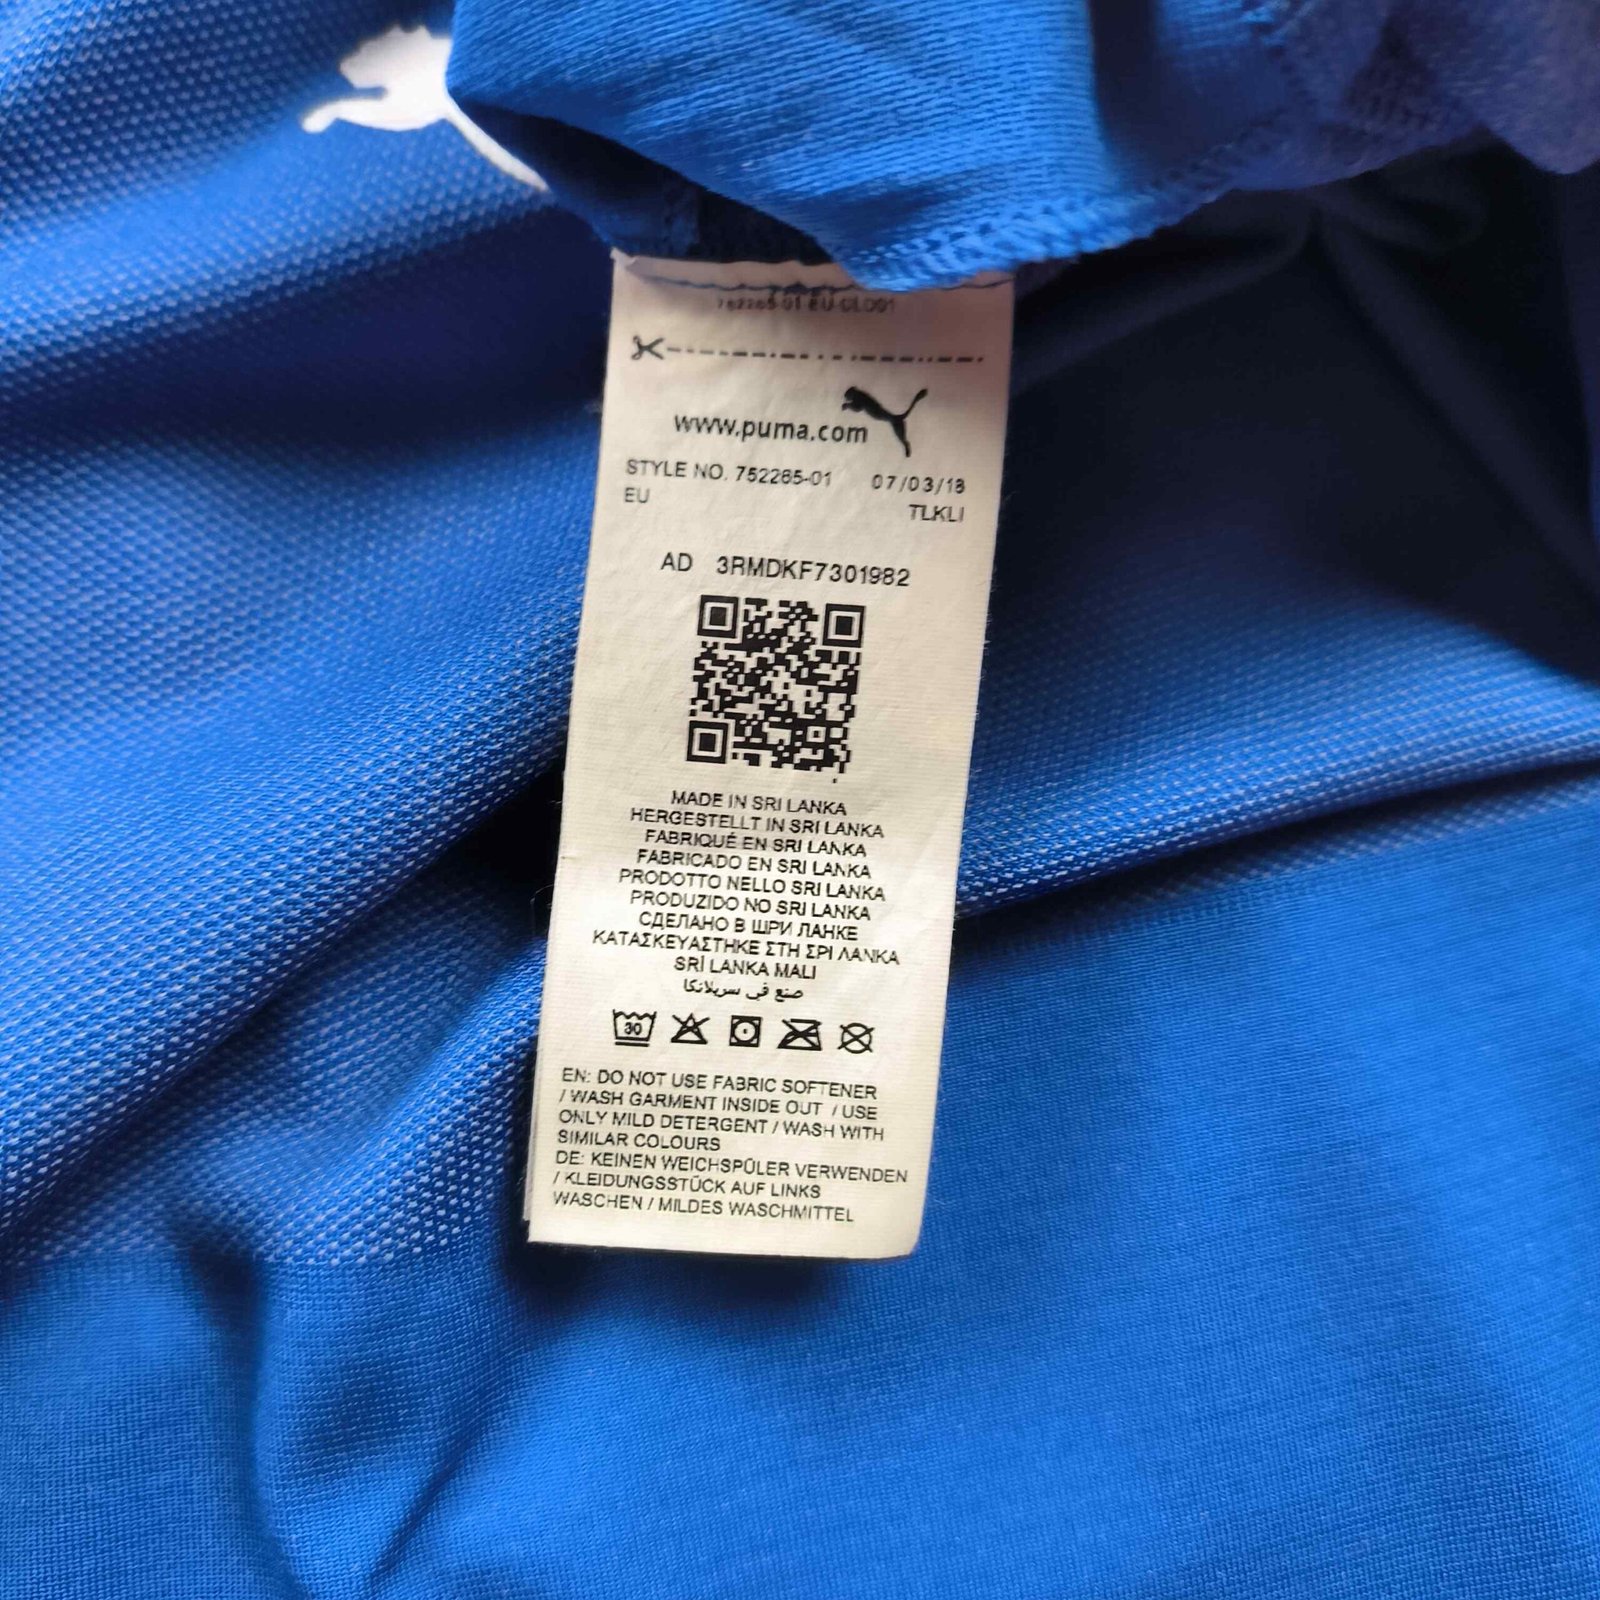 752265-01 EU-CLO01
www.puma.com
STYLE NO. 752265-01 07/03/18
EU TLKLI
AD 3RMDKF7301982
MADE IN SRI LANKA
HERGESTELLT IN SRI LANKA
FABRIQUÉ EN SRI LANKA
FABRICADO EN SRI LANKA
PRODOTTO NELLO SRI LANKA
PRODUZIDO NO SRI LANKA
СДЕЛАНО В ШРИ ЛАНКЕ
ΚΑΤΑΣΚΕΥΑΣΤΗΚΕ ΣΤΗ ΣΡΙ ΛΑΝΚΑ
SRİ LANKA MALI
صنع في سريلانكا
30
EN: DO NOT USE FABRIC SOFTENER
/ WASH GARMENT INSIDE OUT / USE
ONLY MILD DETERGENT / WASH WITH
SIMILAR COLOURS
DE: KEINEN WEICHSPÜLER VERWENDEN
/ KLEIDUNGSSTÜCK AUF LINKS
WASCHEN / MILDES WASCHMITTEL